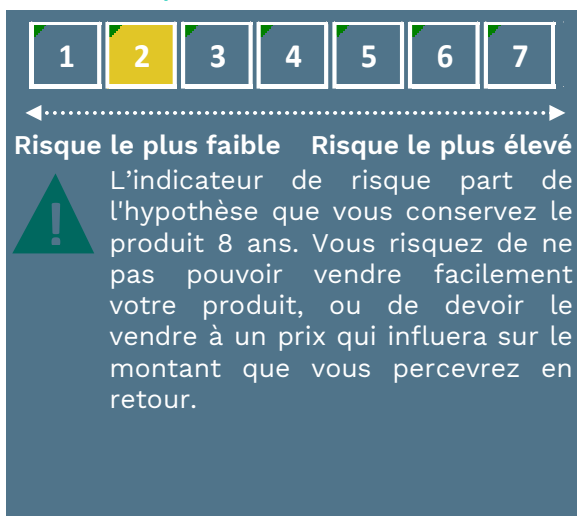 1 2 3 4 5 6 7
Risque le plus faible Risque le plus élevé
!
L’indicateur de risque part de
l'hypothèse que vous conservez le
produit 8 ans. Vous risquez de ne
pas pouvoir vendre facilement
votre produit, ou de devoir le
vendre à un prix qui influera sur le
montant que vous percevrez en
retour.